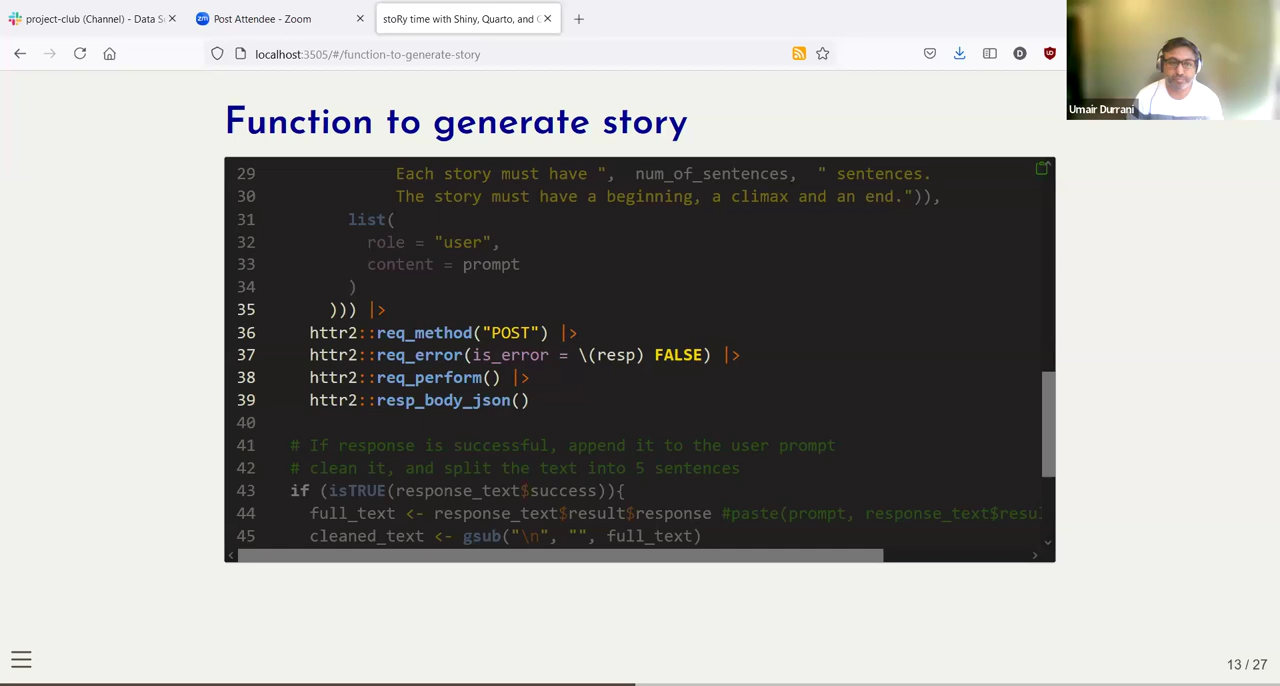 project-club (Channel) - Data S
Post Attendee - Zoom
stoRy time with Shiny, Quarto, and
localhost:3505/#/function-to-generate-story
Umair Durrani
Function to generate story
29 Each story must have ", num_of_sentences, " sentences.
30 The story must have a beginning, a climax and an end.")),
31 list(
32 role = "user",
33 content = prompt
34 )
35 ))) |>
36 httr2::req_method("POST") |>
37 httr2::req_error(is_error = \(resp) FALSE) |>
38 httr2::req_perform() |>
39 httr2::resp_body_json()
40
41 # If response is successful, append it to the user prompt
42 # clean it, and split the text into 5 sentences
43 if (isTRUE(response_text$success)){
44 full_text <- response_text$result$response #paste(prompt, response_text$resul
45 cleaned_text <- gsub("\n", "", full_text)
13 / 27